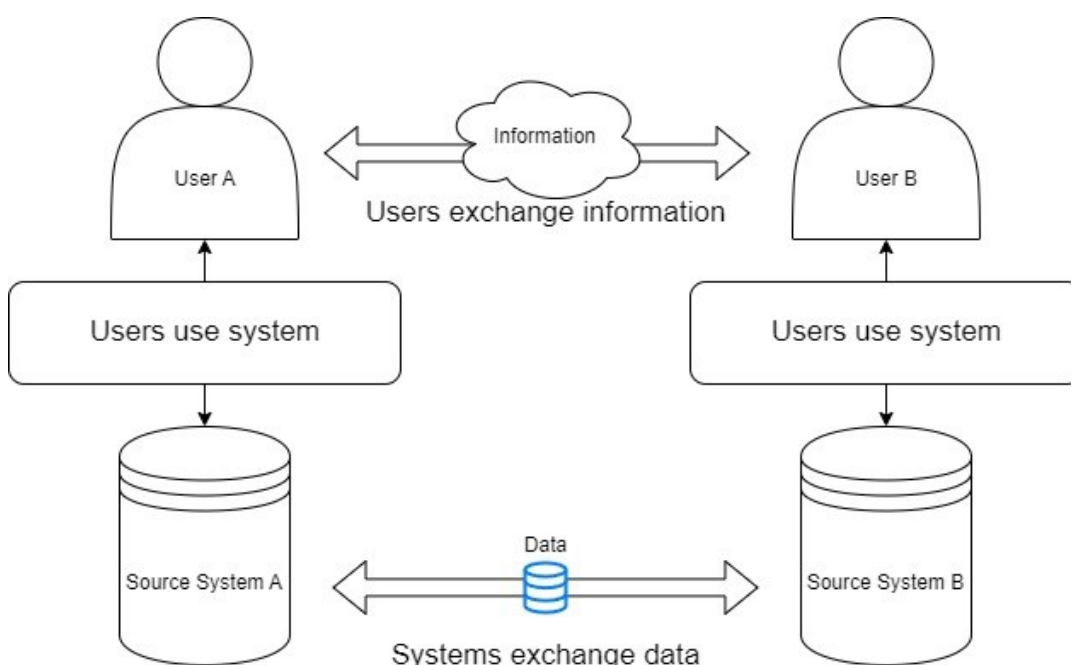 Information
User A
User B
Users exchange information
Users use system
Users use system
Data
Source System A
Source System B
Systems exchange data